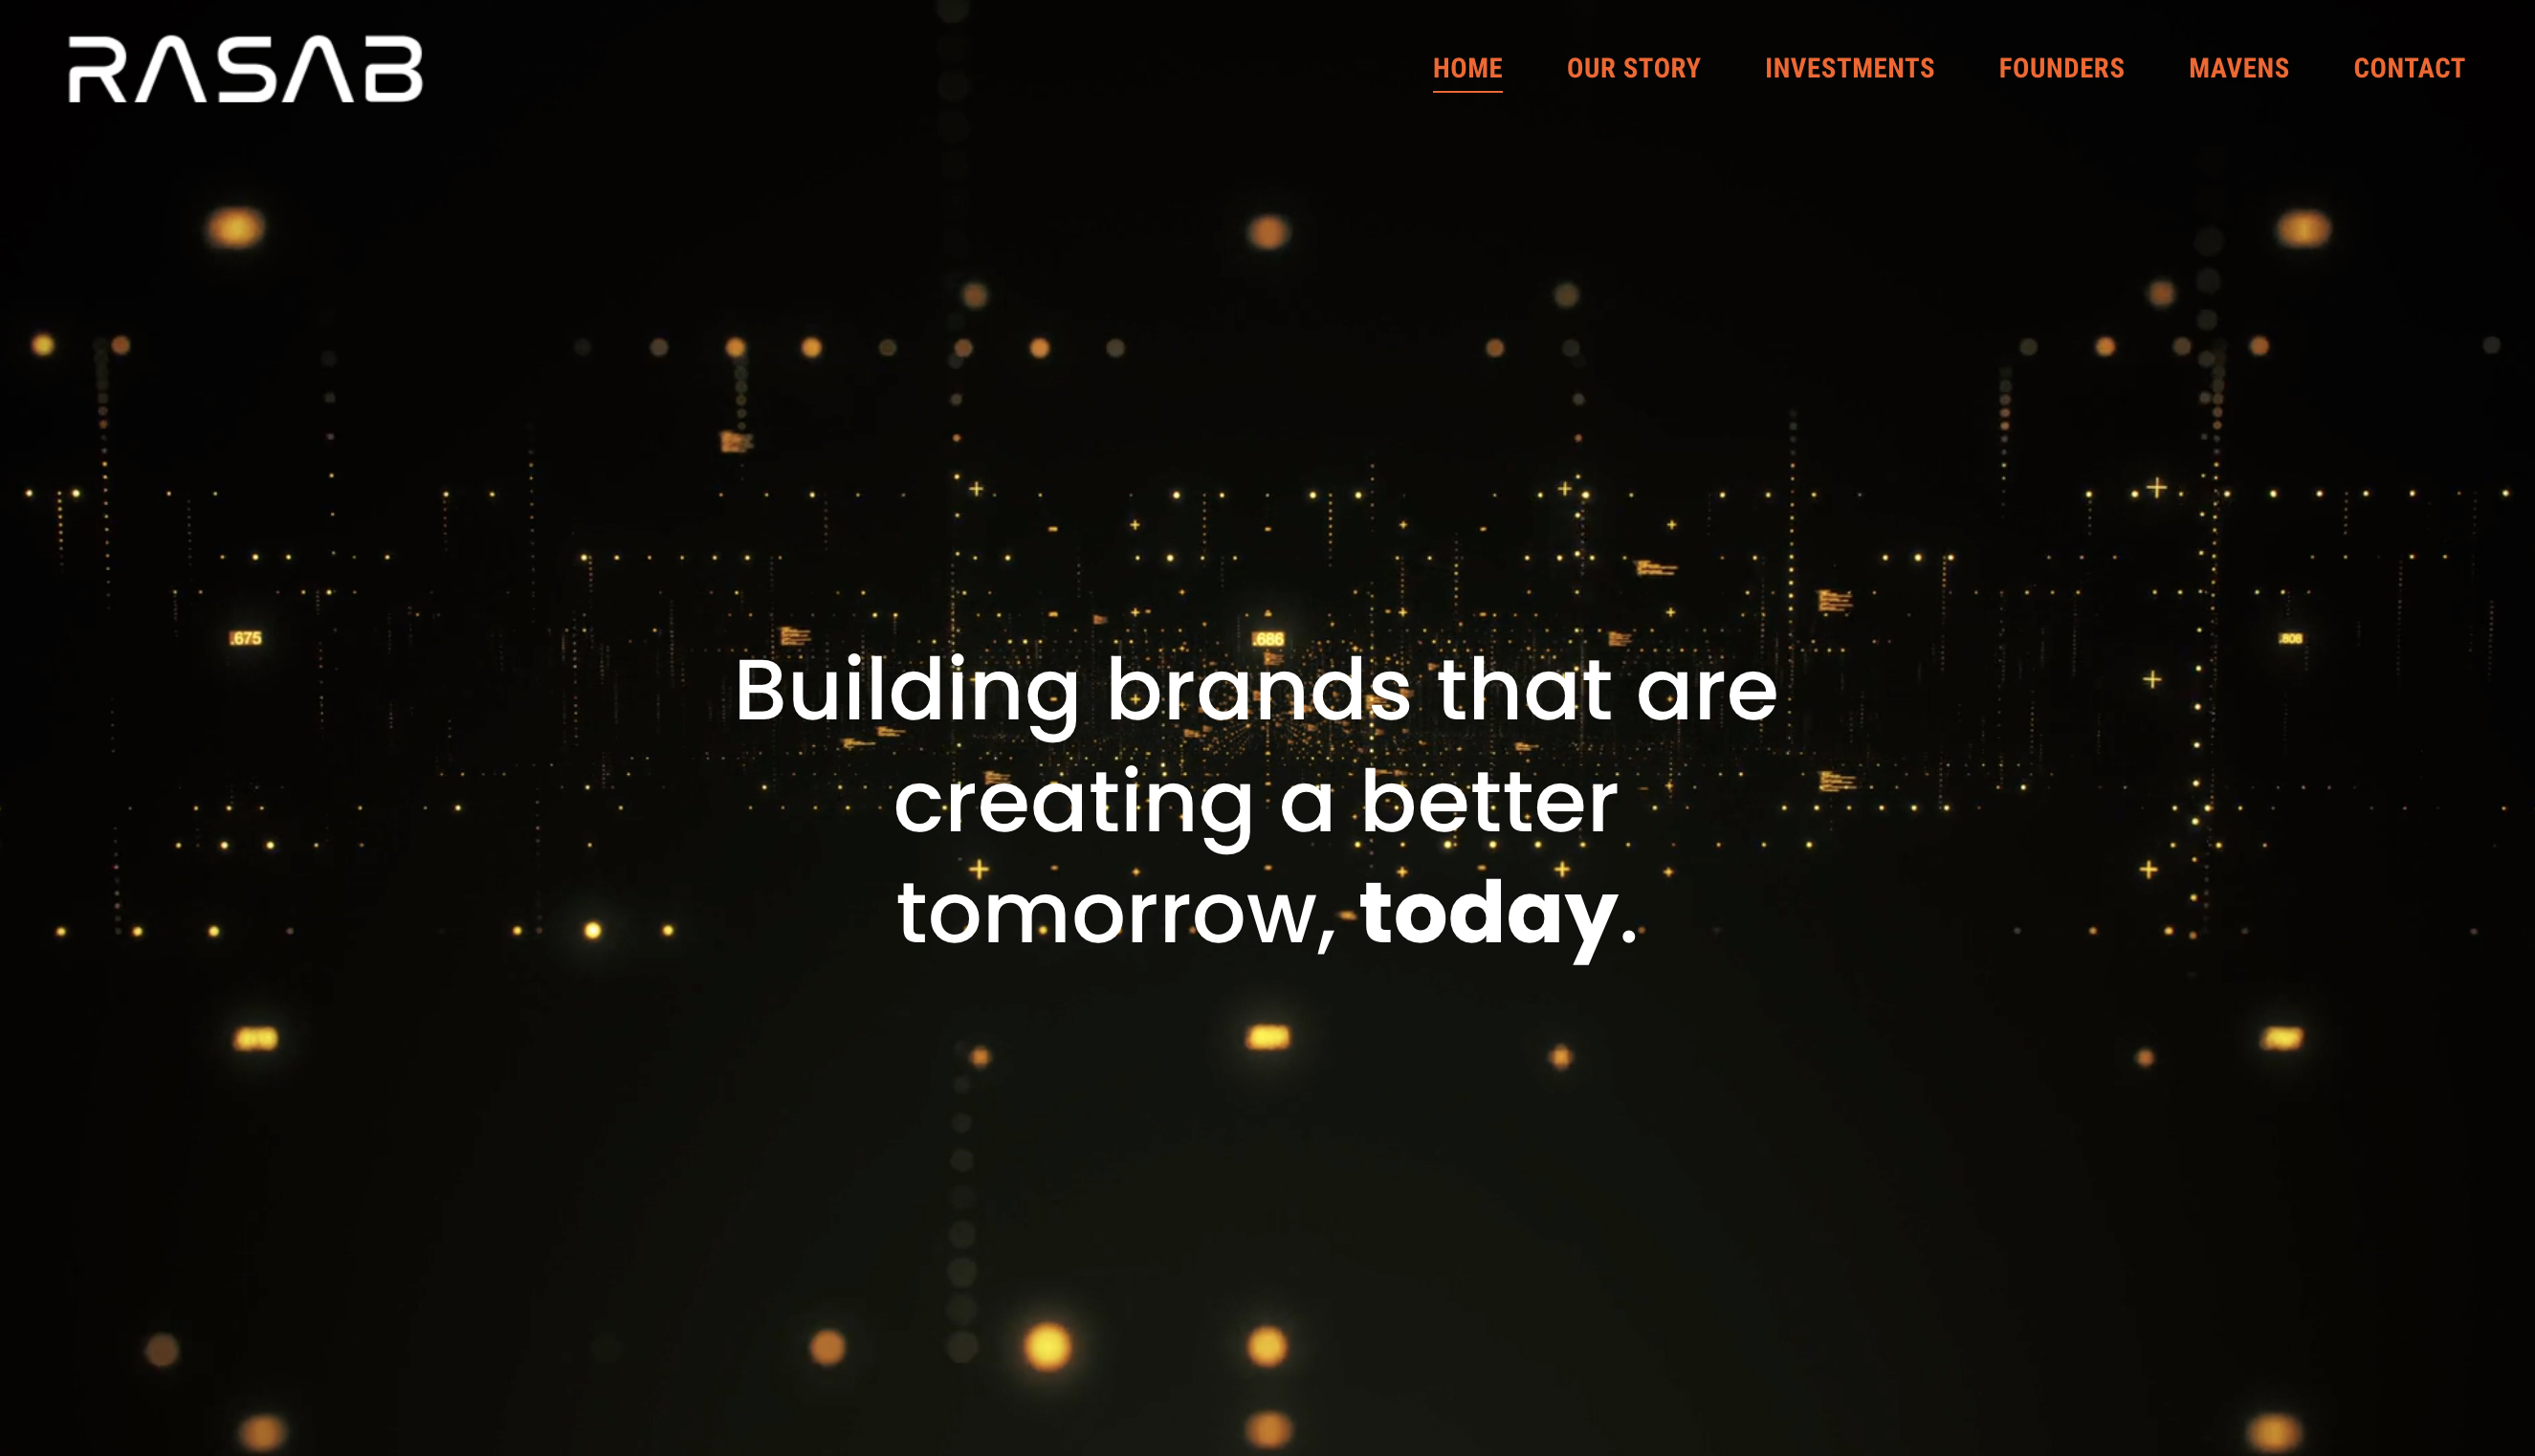 RASAB
HOME OUR STORY INVESTMENTS FOUNDERS MAVENS CONTACT
.675 .686 .808
Building brands that are
creating a better
tomorrow, today.